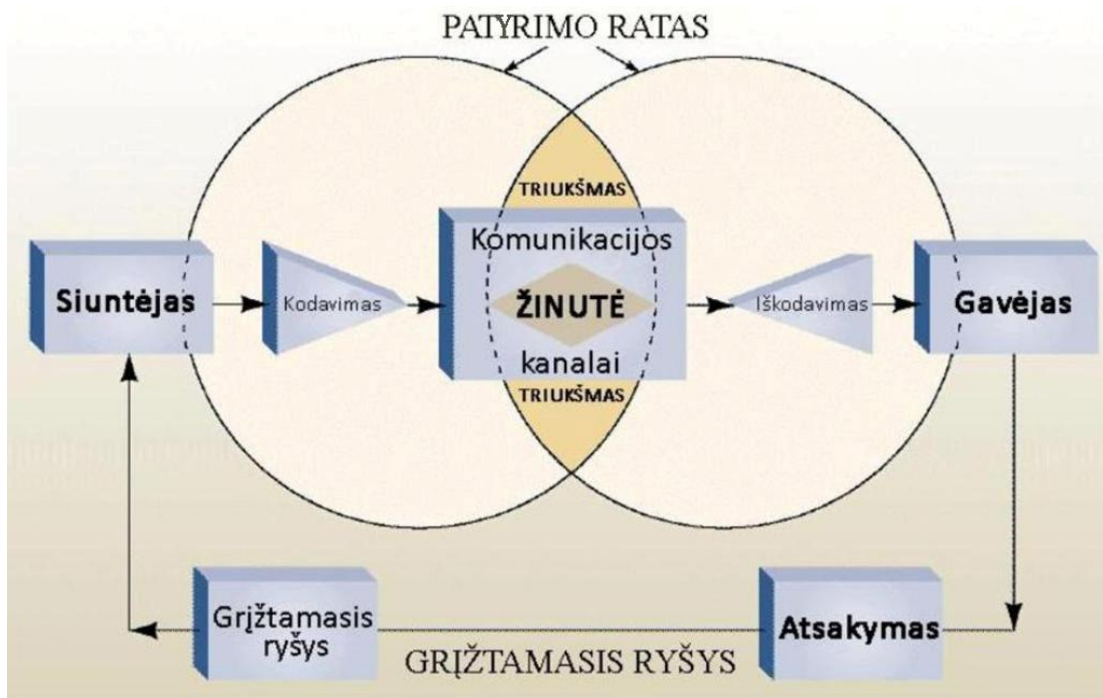 PATYRIMO RATAS
TRIUKŠMAS
Komunikacijos
Siuntėjas
Kodavimas
ŽINUTĖ
Iškodavimas
Gavėjas
kanalai
TRIUKŠMAS
Grįžtamasis
ryšys
Atsakymas
GRĮŽTAMASIS RYŠYS